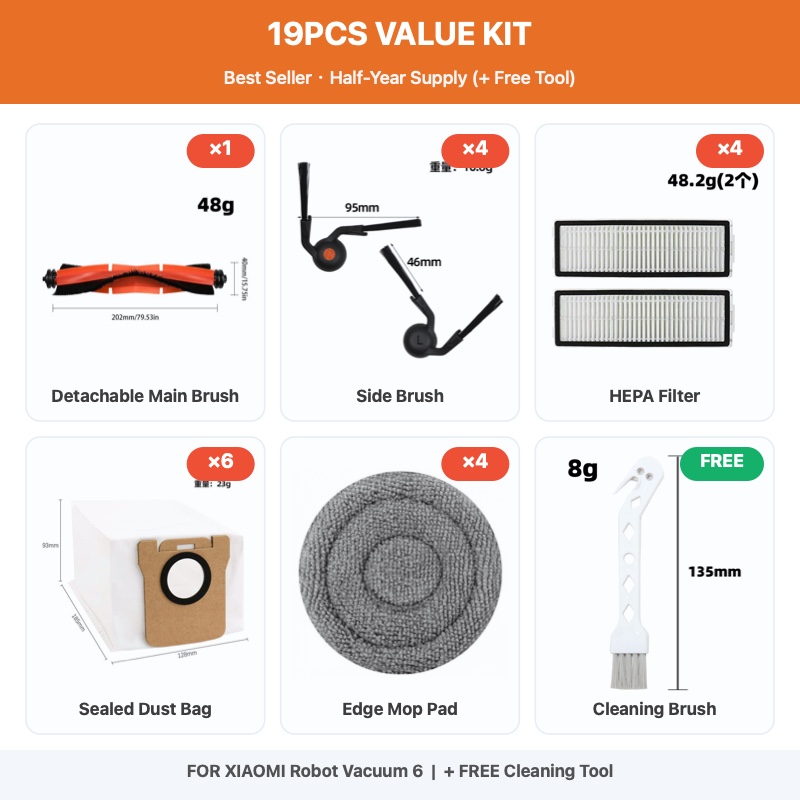 19PCS VALUE KIT
Best Seller · Half-Year Supply (+ Free Tool)
×1
48g
40mm/15.75in
202mm/79.53in
Detachable Main Brush
×4
重量:
95mm
46mm
L
Side Brush
×4
48.2g(2个)
HEPA Filter
×6
重量: 23g
93mm
128mm
Sealed Dust Bag
×4
Edge Mop Pad
FREE
8g
135mm
Cleaning Brush
FOR XIAOMI Robot Vacuum 6 | + FREE Cleaning Tool